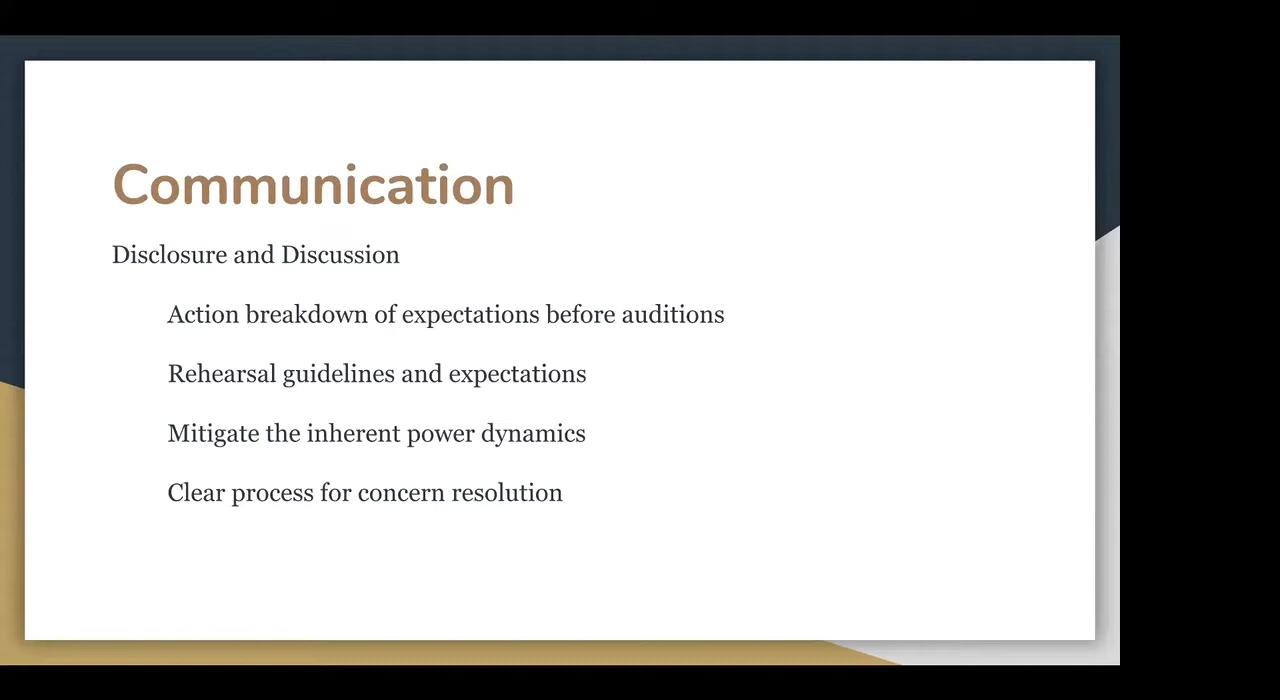 Communication
Disclosure and Discussion
Action breakdown of expectations before auditions
Rehearsal guidelines and expectations
Mitigate the inherent power dynamics
Clear process for concern resolution